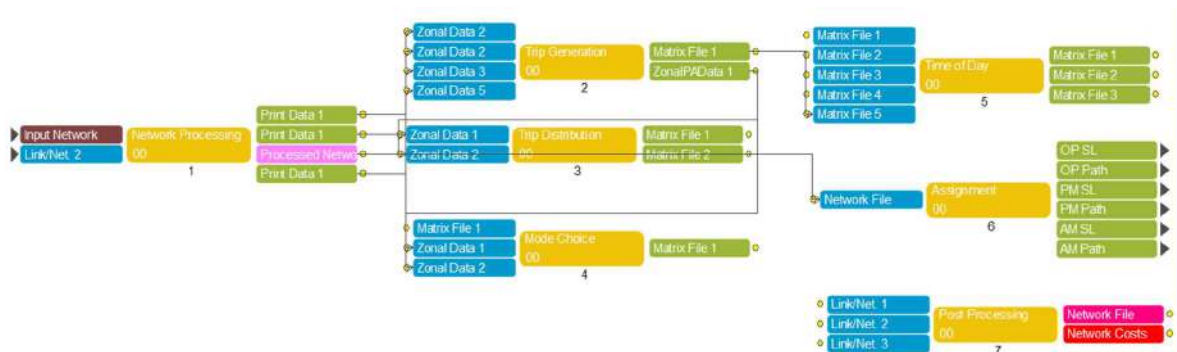 Input Network
Link/Net. 2
Network Processing
00
1
Print Data 1
Print Data 1
Processed Netwo
Print Data 1
Zonal Data 2
Zonal Data 2
Zonal Data 3
Zonal Data 5
Trip Generation
00
2
Matrix File 1
ZonalPAData 1
Zonal Data 1
Zonal Data 2
Trip Distribution
00
3
Matrix File 1
Matrix File 2
Matrix File 1
Zonal Data 1
Zonal Data 2
Mode Choice
00
4
Matrix File 1
Matrix File 1
Matrix File 2
Matrix File 3
Matrix File 4
Matrix File 5
Time of Day
00
5
Matrix File 1
Matrix File 2
Matrix File 3
Network File
Assignment
00
6
OP SL
OP Path
PM SL
PM Path
AM SL
AM Path
Link/Net. 1
Link/Net. 2
Link/Net. 3
Post Processing
00
7
Network File
Network Costs